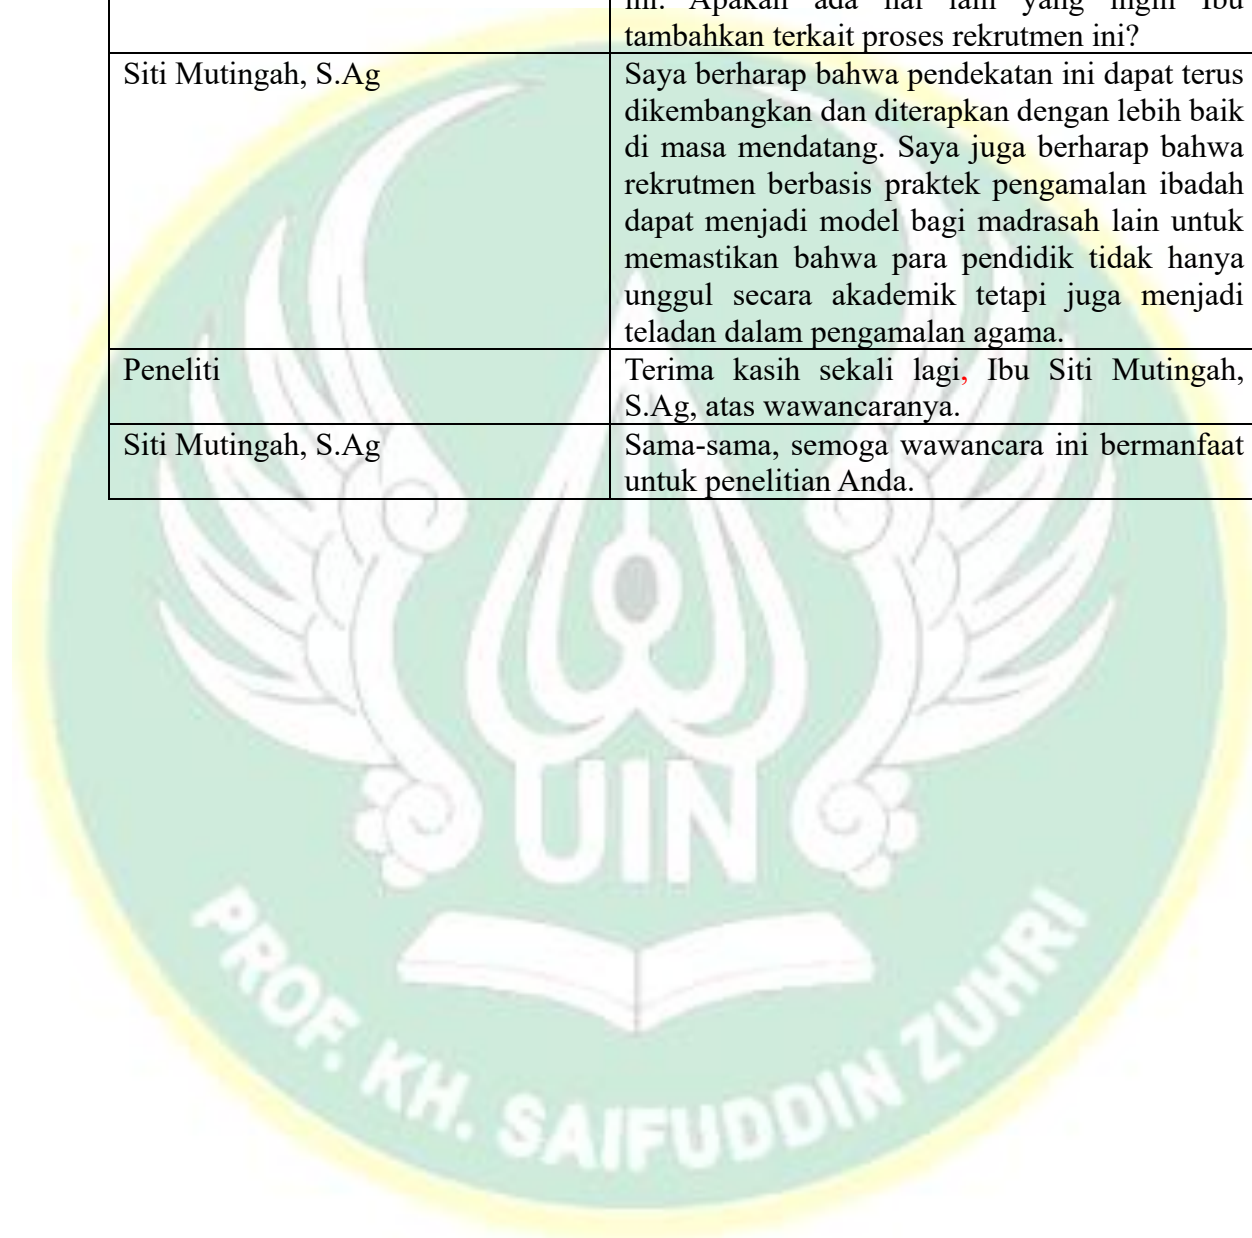 ini. Apakah ada hal lain yang ingin Ibu
tambahkan terkait proses rekrutmen ini?
Siti Mutingah, S.Ag
Saya berharap bahwa pendekatan ini dapat terus
dikembangkan dan diterapkan dengan lebih baik
di masa mendatang. Saya juga berharap bahwa
rekrutmen berbasis praktek pengamalan ibadah
dapat menjadi model bagi madrasah lain untuk
memastikan bahwa para pendidik tidak hanya
unggul secara akademik tetapi juga menjadi
teladan dalam pengamalan agama.
Peneliti
Terima kasih sekali lagi, Ibu Siti Mutingah,
S.Ag, atas wawancaranya.
Siti Mutingah, S.Ag
Sama-sama, semoga wawancara ini bermanfaat
untuk penelitian Anda.
UIN
PROF. KH. SAIFUDDIN ZUHRI